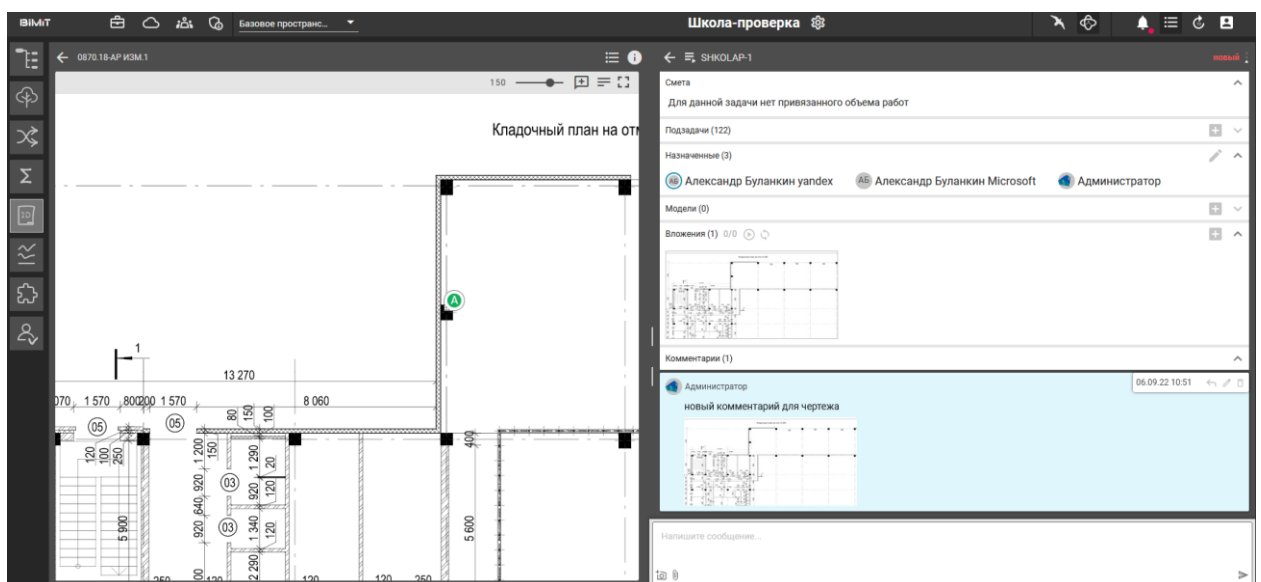 BIMIT
Базовое пространс...
Школа-проверка
0870.18-АР ИЗМ.1
150
Кладочный план на отм
1
13 270
070 1 570 800 200 1 570
8 060
80
150
100
05
05
400
120
100
250
1 200
150
1 290
20
920
03
920
120
640
920
03
1 340
120
5 900
5 600
2 290
250
120
120
120
250
SHKOLAP-1
новый
Смета
Для данной задачи нет привязанного объема работ
Подзадачи (122)
Назначенные (3)
АБ Александр Буланкин yandex
АБ Александр Буланкин Microsoft
Администратор
Модели (0)
Вложения (1) 0/0
Комментарии (1)
Администратор
06.09.22 10:51
новый комментарий для чертежа
Напишите сообщение...